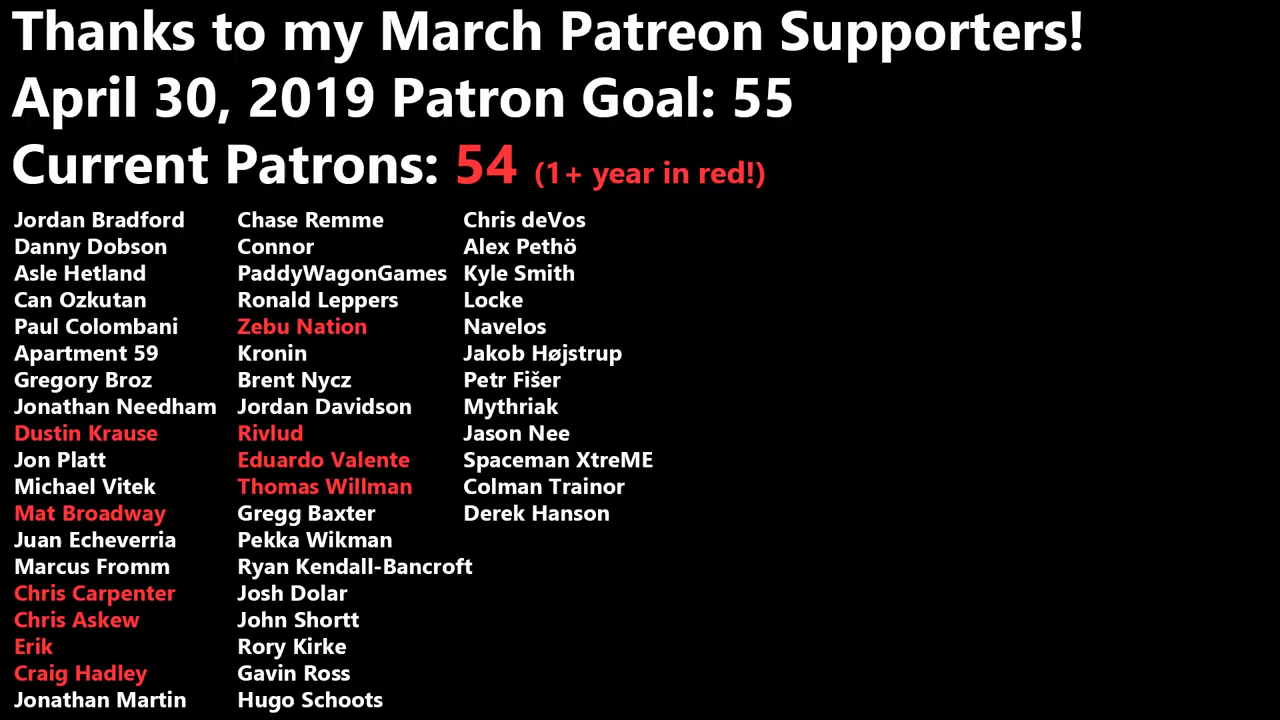 Thanks to my March Patreon Supporters!
April 30, 2019 Patron Goal: 55
Current Patrons: 54 (1+ year in red!)
Jordan Bradford
Danny Dobson
Asle Hetland
Can Ozkutan
Paul Colombani
Apartment 59
Gregory Broz
Jonathan Needham
Dustin Krause
Jon Platt
Michael Vitek
Mat Broadway
Juan Echeverria
Marcus Fromm
Chris Carpenter
Chris Askew
Erik
Craig Hadley
Jonathan Martin
Chase Remme
Connor
PaddyWagonGames
Ronald Leppers
Zebu Nation
Kronin
Brent Nycz
Jordan Davidson
Rivlud
Eduardo Valente
Thomas Willman
Gregg Baxter
Pekka Wikman
Ryan Kendall-Bancroft
Josh Dolar
John Shortt
Rory Kirke
Gavin Ross
Hugo Schoots
Chris deVos
Alex Pethö
Kyle Smith
Locke
Navelos
Jakob Højstrup
Petr Fišer
Mythriak
Jason Nee
Spaceman XtreME
Colman Trainor
Derek Hanson